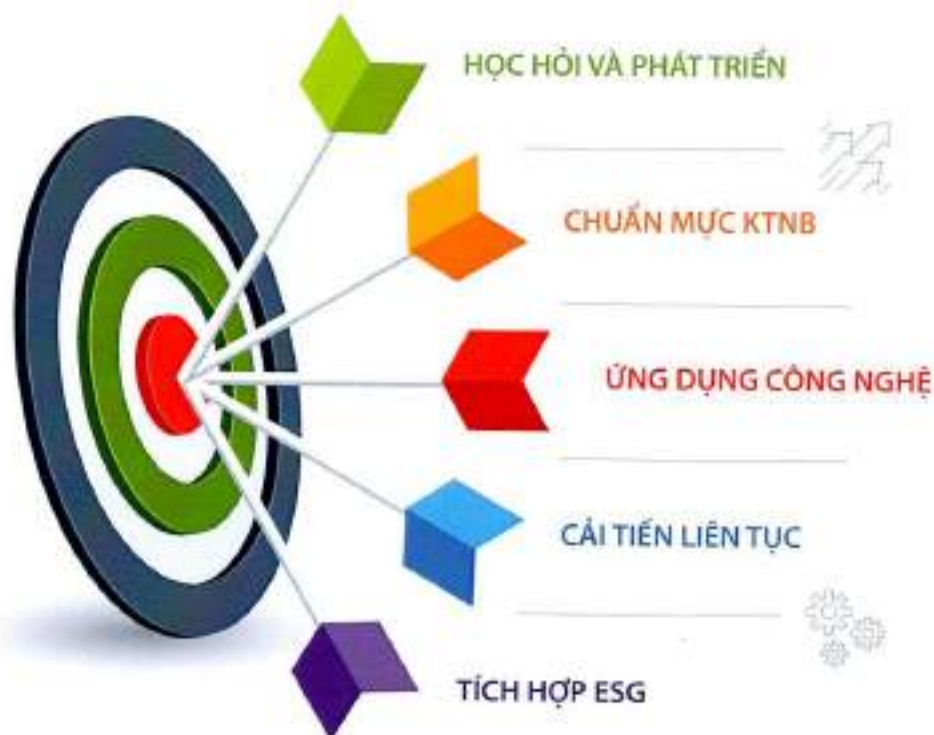 HỌC HỎI VÀ PHÁT TRIỂN
CHUẨN MỰC KTNB
ỨNG DỤNG CÔNG NGHỆ
CẢI TIẾN LIÊN TỤC
TÍCH HỢP ESG